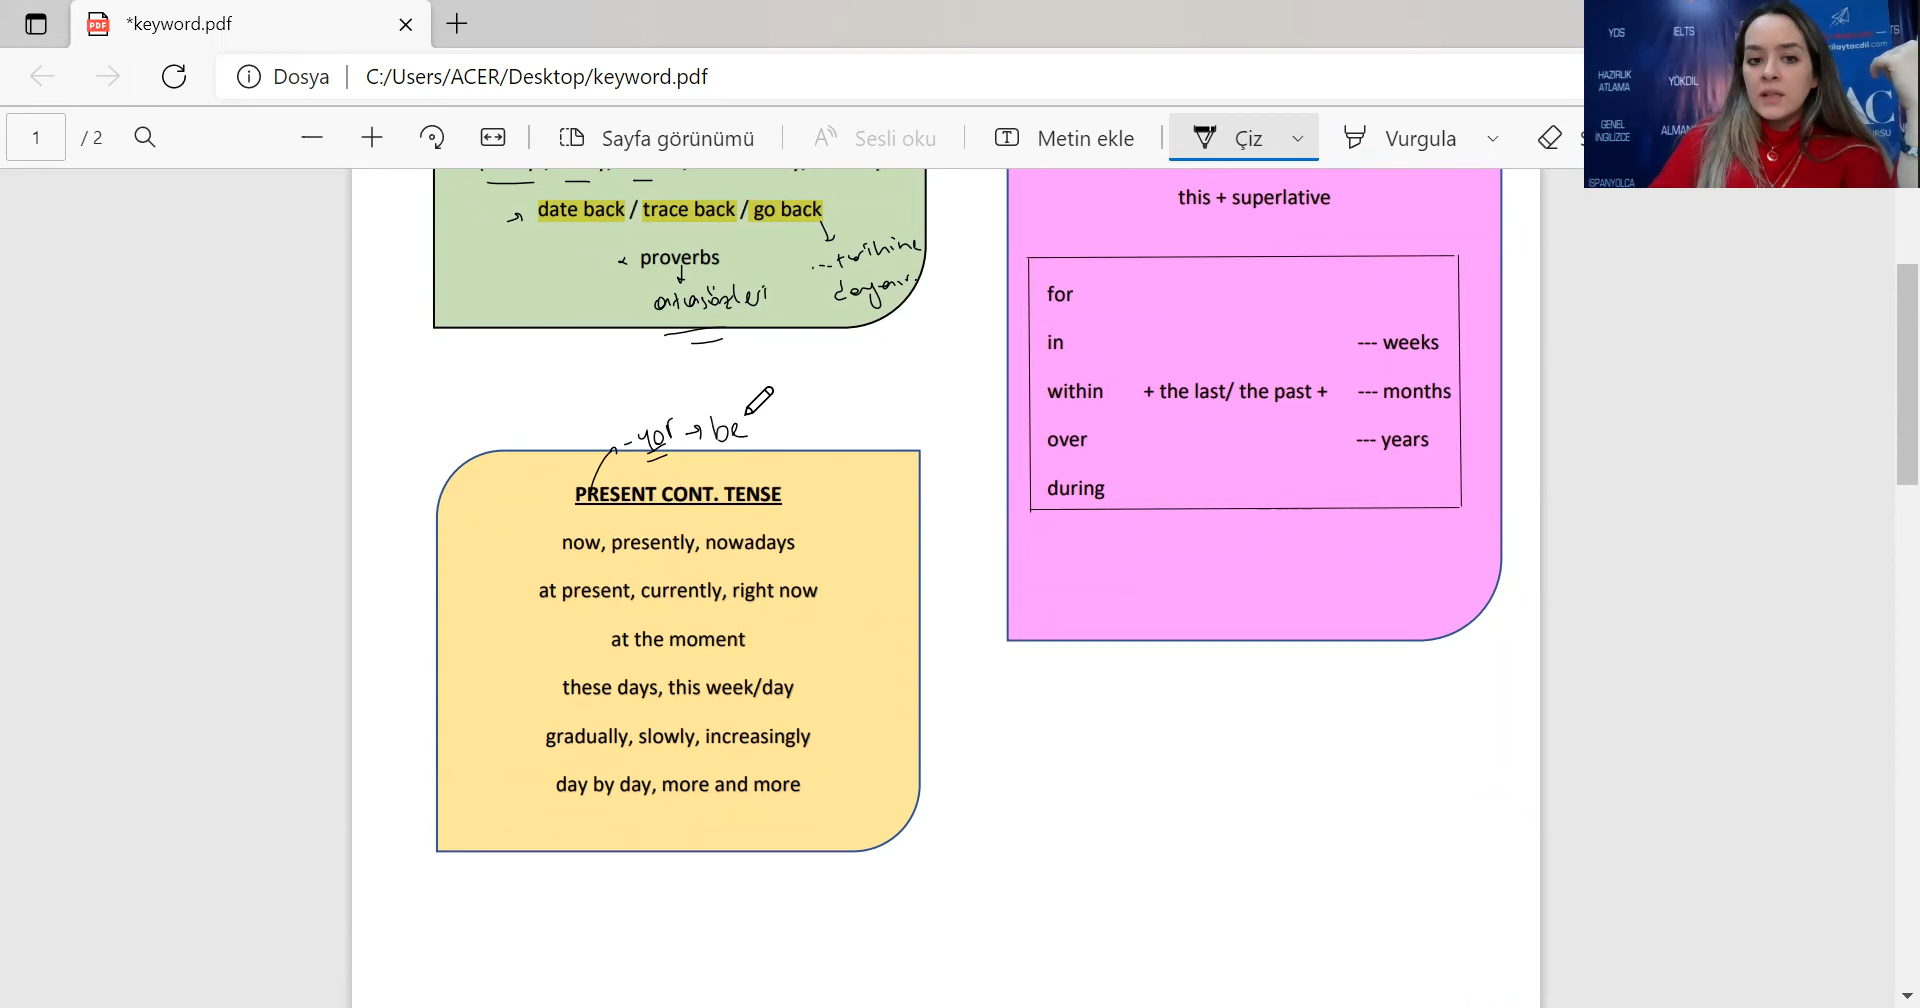 *keyword.pdf
Dosya | C:/Users/ACER/Desktop/keyword.pdf
1 / 2 Sayfa görünümü Sesli oku Metin ekle Çiz Vurgula
YDS IELTS
HAZIRLIK
ATLAMA
YÖKDİL
GENEL
İNGİLİZCE
ALMAN
İSPANYOLCA
date back / trace back / go back
... tarihine
dayanır.
proverbs
atasözleri
-yor → be
PRESENT CONT. TENSE
now, presently, nowadays
at present, currently, right now
at the moment
these days, this week/day
gradually, slowly, increasingly
day by day, more and more
this + superlative
for
in --- weeks
within + the last/ the past + --- months
over --- years
during